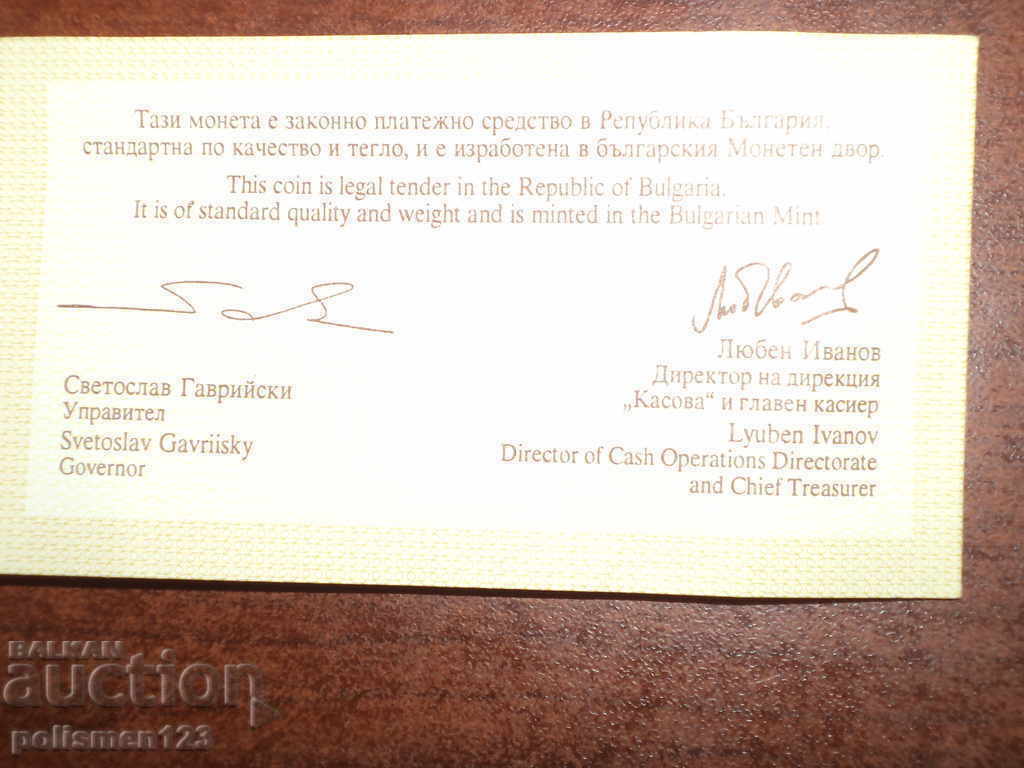 Тази монета е законно платежно средство в Република България,
стандартна по качество и тегло, и е изработена в българския Монетен двор.
This coin is legal tender in the Republic of Bulgaria.
It is of standard quality and weight and is minted in the Bulgarian Mint
Светослав Гаврийски
Управител
Svetoslav Gavriisky
Governor
Любен Иванов
Директор на дирекция
„Касова“ и главен касиер
Lyuben Ivanov
Director of Cash Operations Directorate
and Chief Treasurer
BALKAN
auction
polismen123